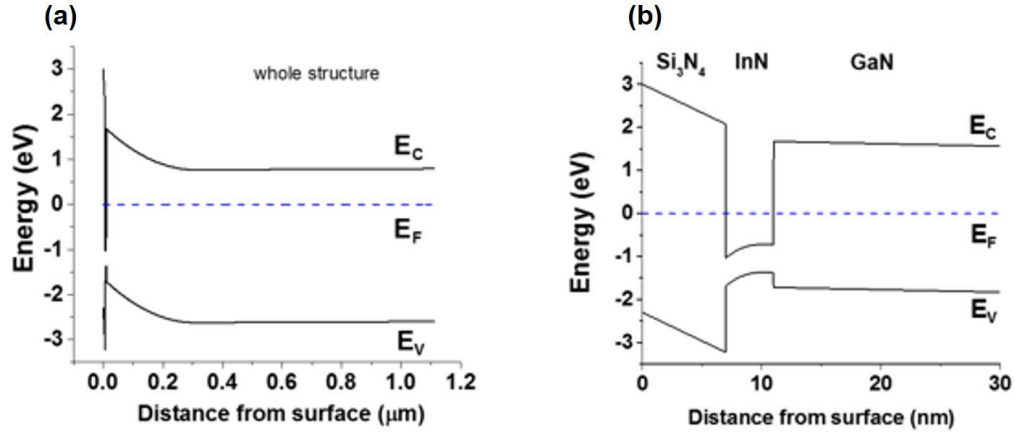 (a)
whole structure
Energy (eV)
3
2
1
0
-1
-2
-3
E_C
E_F
E_V
0.0 0.2 0.4 0.6 0.8 1.0 1.2
Distance from surface (μm)
(b)
Si₃N₄ InN GaN
Energy (eV)
3
2
1
0
-1
-2
-3
E_C
E_F
E_V
0 10 20 30
Distance from surface (nm)